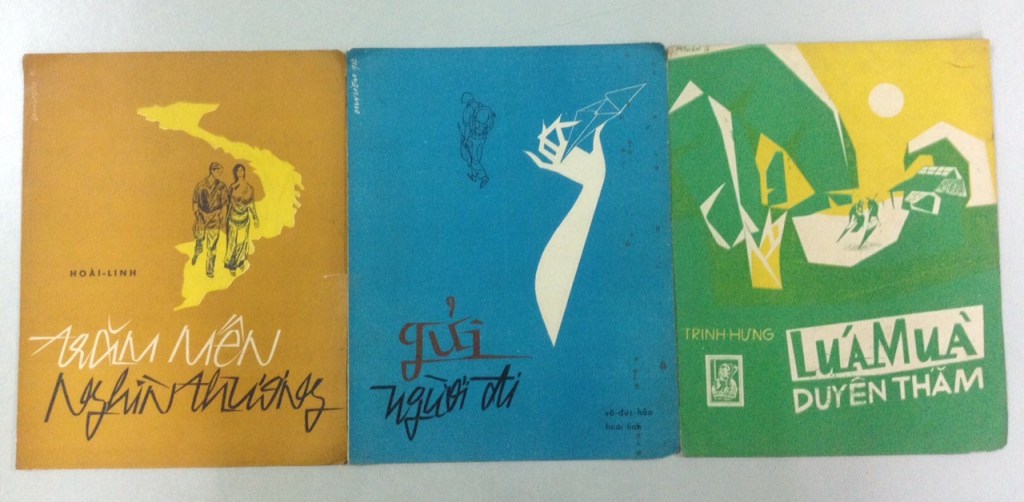 HOÀI-LINH
trăm mến
Nghìn thương
gửi
người đi
võ-đức-hảo
hoài-linh
TRỊNH-HƯNG
LÚA MÙA
DUYÊN THẮM